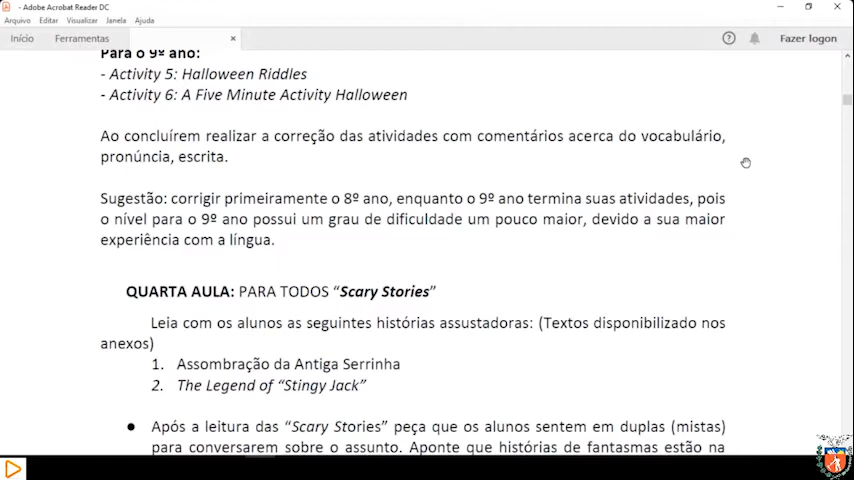 - Adobe Acrobat Reader DC
Arquivo Editar Visualizar Janela Ajuda
Início Ferramentas × Fazer logon
Para o 9º ano:
- Activity 5: Halloween Riddles
- Activity 6: A Five Minute Activity Halloween
Ao concluírem realizar a correção das atividades com comentários acerca do vocabulário,
pronúncia, escrita.
Sugestão: corrigir primeiramente o 8º ano, enquanto o 9º ano termina suas atividades, pois
o nível para o 9º ano possui um grau de dificuldade um pouco maior, devido a sua maior
experiência com a língua.
QUARTA AULA: PARA TODOS “Scary Stories”
Leia com os alunos as seguintes histórias assustadoras: (Textos disponibilizado nos
anexos)
1. Assombração da Antiga Serrinha
2. The Legend of “Stingy Jack”
● Após a leitura das “Scary Stories” peça que os alunos sentem em duplas (mistas)
para conversarem sobre o assunto. Aponte que histórias de fantasmas estão na